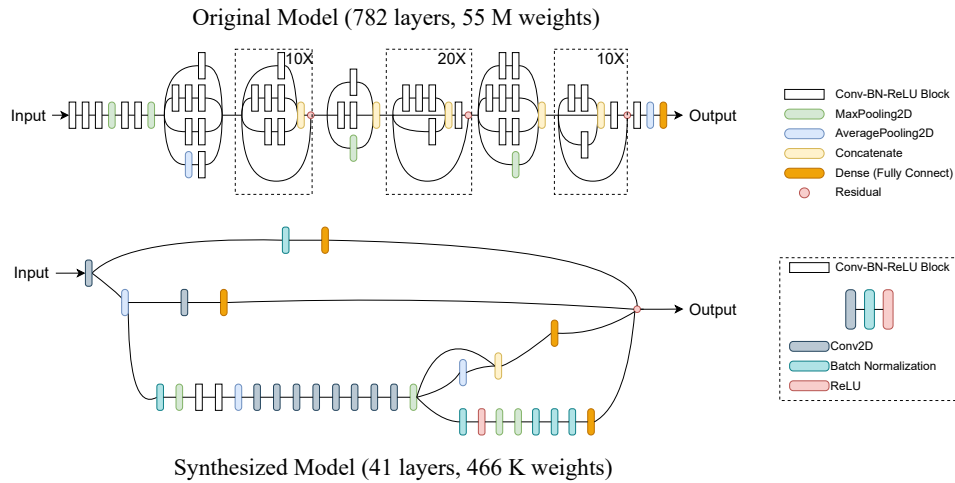 Original Model (782 layers, 55 M weights)
10X
20X
10X
Input
Output
Conv-BN-ReLU Block
MaxPooling2D
AveragePooling2D
Concatenate
Dense (Fully Connect)
Residual
Input
Output
Conv-BN-ReLU Block
Conv2D
Batch Normalization
ReLU
Synthesized Model (41 layers, 466 K weights)